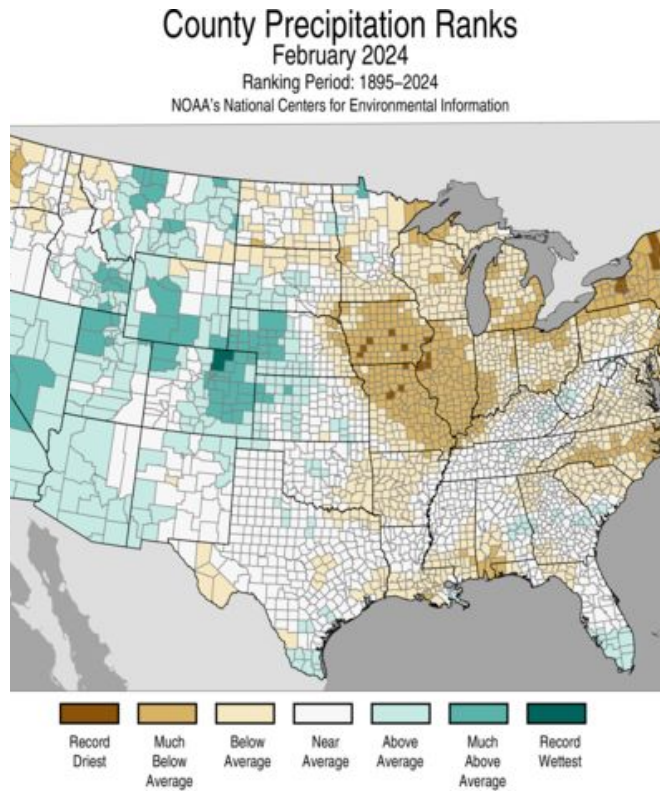 County Precipitation Ranks
February 2024
Ranking Period: 1895–2024
NOAA's National Centers for Environmental Information
Record
Driest
Much
Below
Average
Below
Average
Near
Average
Above
Average
Much
Above
Average
Record
Wettest